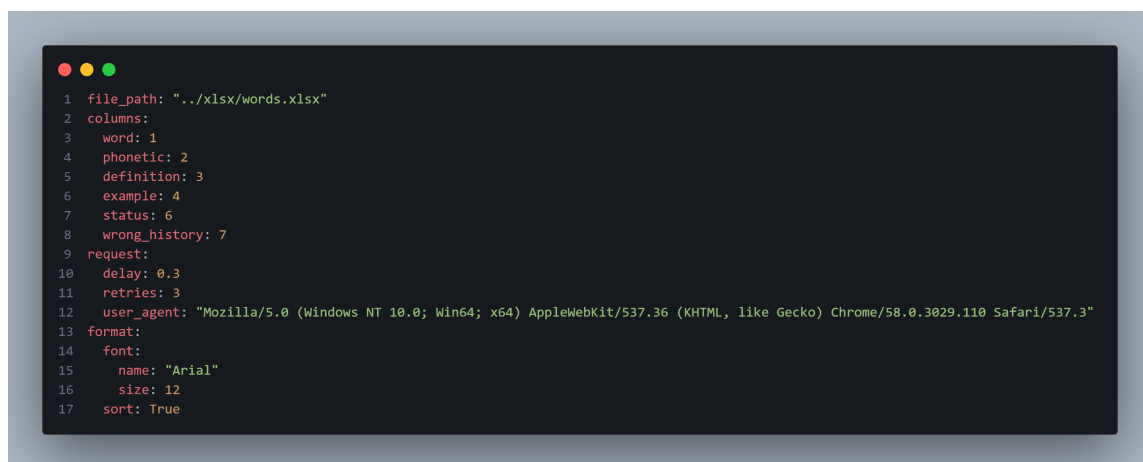 1 file_path: "../xlsx/words.xlsx"
2 columns:
3   word: 1
4   phonetic: 2
5   definition: 3
6   example: 4
7   status: 6
8   wrong_history: 7
9 request:
10   delay: 0.3
11   retries: 3
12   user_agent: "Mozilla/5.0 (Windows NT 10.0; Win64; x64) AppleWebKit/537.36 (KHTML, like Gecko) Chrome/58.0.3029.110 Safari/537.3"
13 format:
14   font:
15     name: "Arial"
16     size: 12
17   sort: True